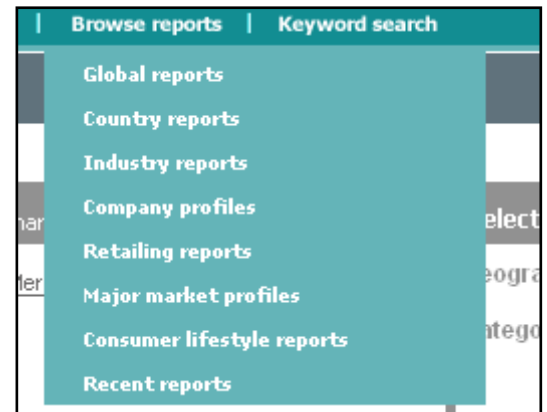 | Browse reports | Keyword search
Global reports
Country reports
Industry reports
Company profiles
Retailing reports
Major market profiles
Consumer lifestyle reports
Recent reports